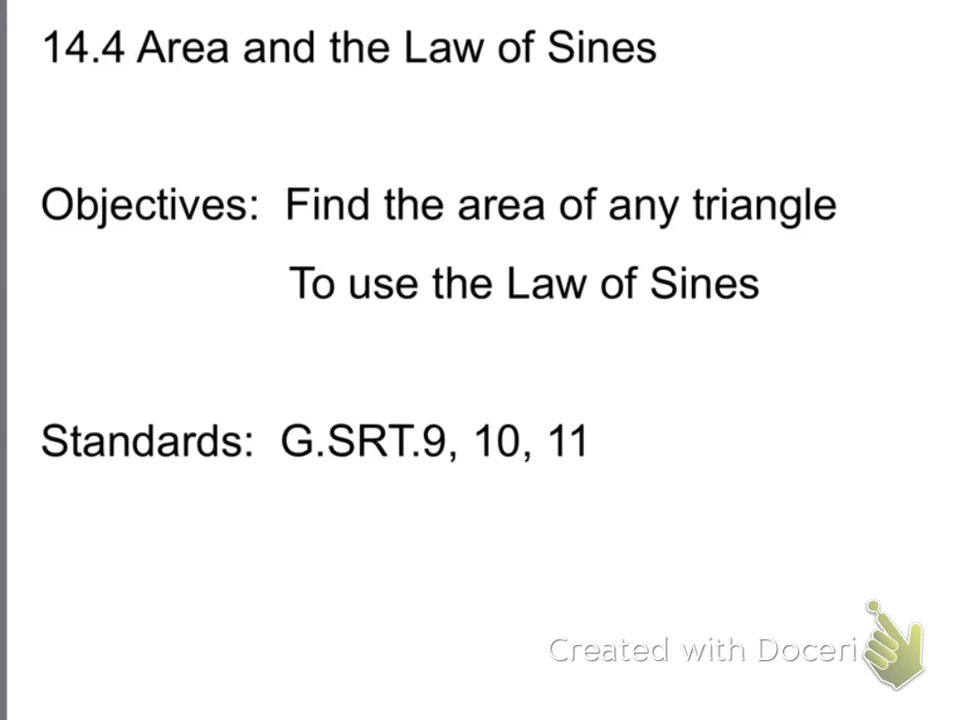 14.4 Area and the Law of Sines
Objectives: Find the area of any triangle
To use the Law of Sines
Standards: G.SRT.9, 10, 11
Created with Doceri